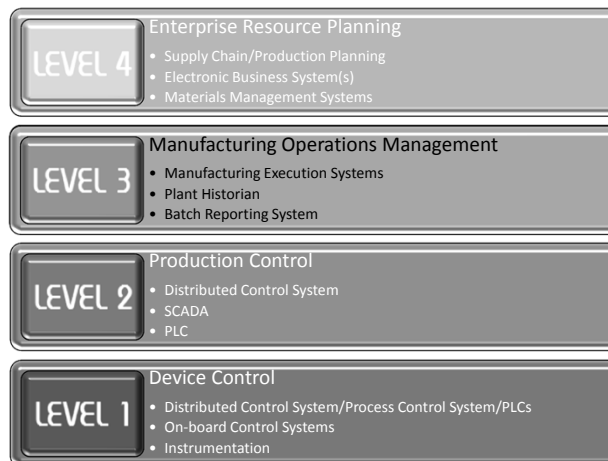 LEVEL 4
Enterprise Resource Planning
• Supply Chain/Production Planning
• Electronic Business System(s)
• Materials Management Systems
LEVEL 3
Manufacturing Operations Management
• Manufacturing Execution Systems
• Plant Historian
• Batch Reporting System
LEVEL 2
Production Control
• Distributed Control System
• SCADA
• PLC
LEVEL 1
Device Control
• Distributed Control System/Process Control System/PLCs
• On-board Control Systems
• Instrumentation